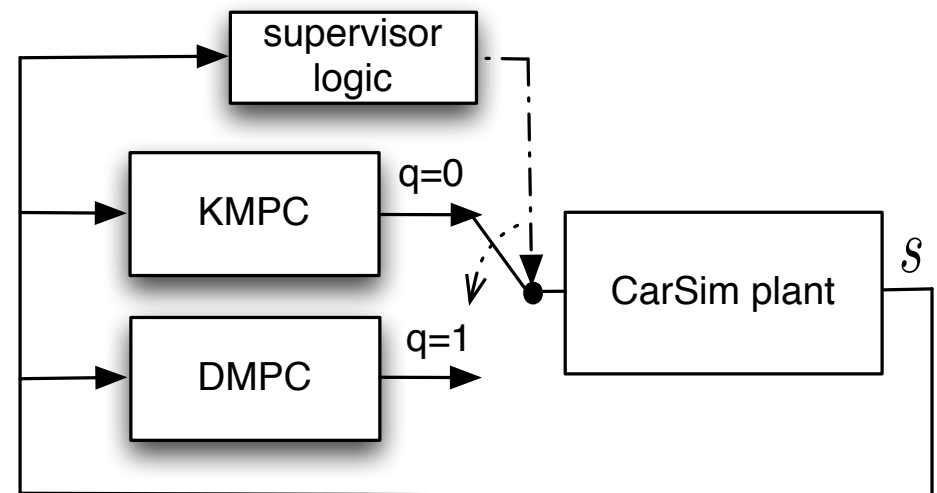 supervisor
logic
q=0
KMPC
CarSim plant
s
q=1
DMPC